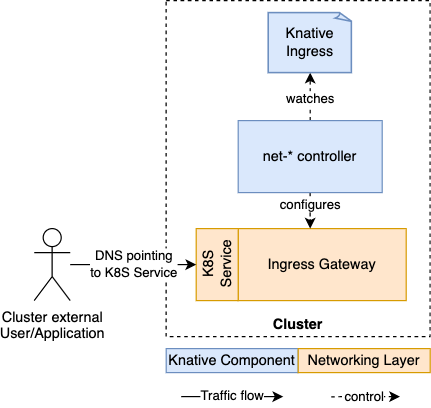 Knative
Ingress
watches
net-* controller
configures
DNS pointing
to K8S Service
K8S
Service
Ingress Gateway
Cluster external
User/Application
Cluster
Knative Component
Networking Layer
Traffic flow
control